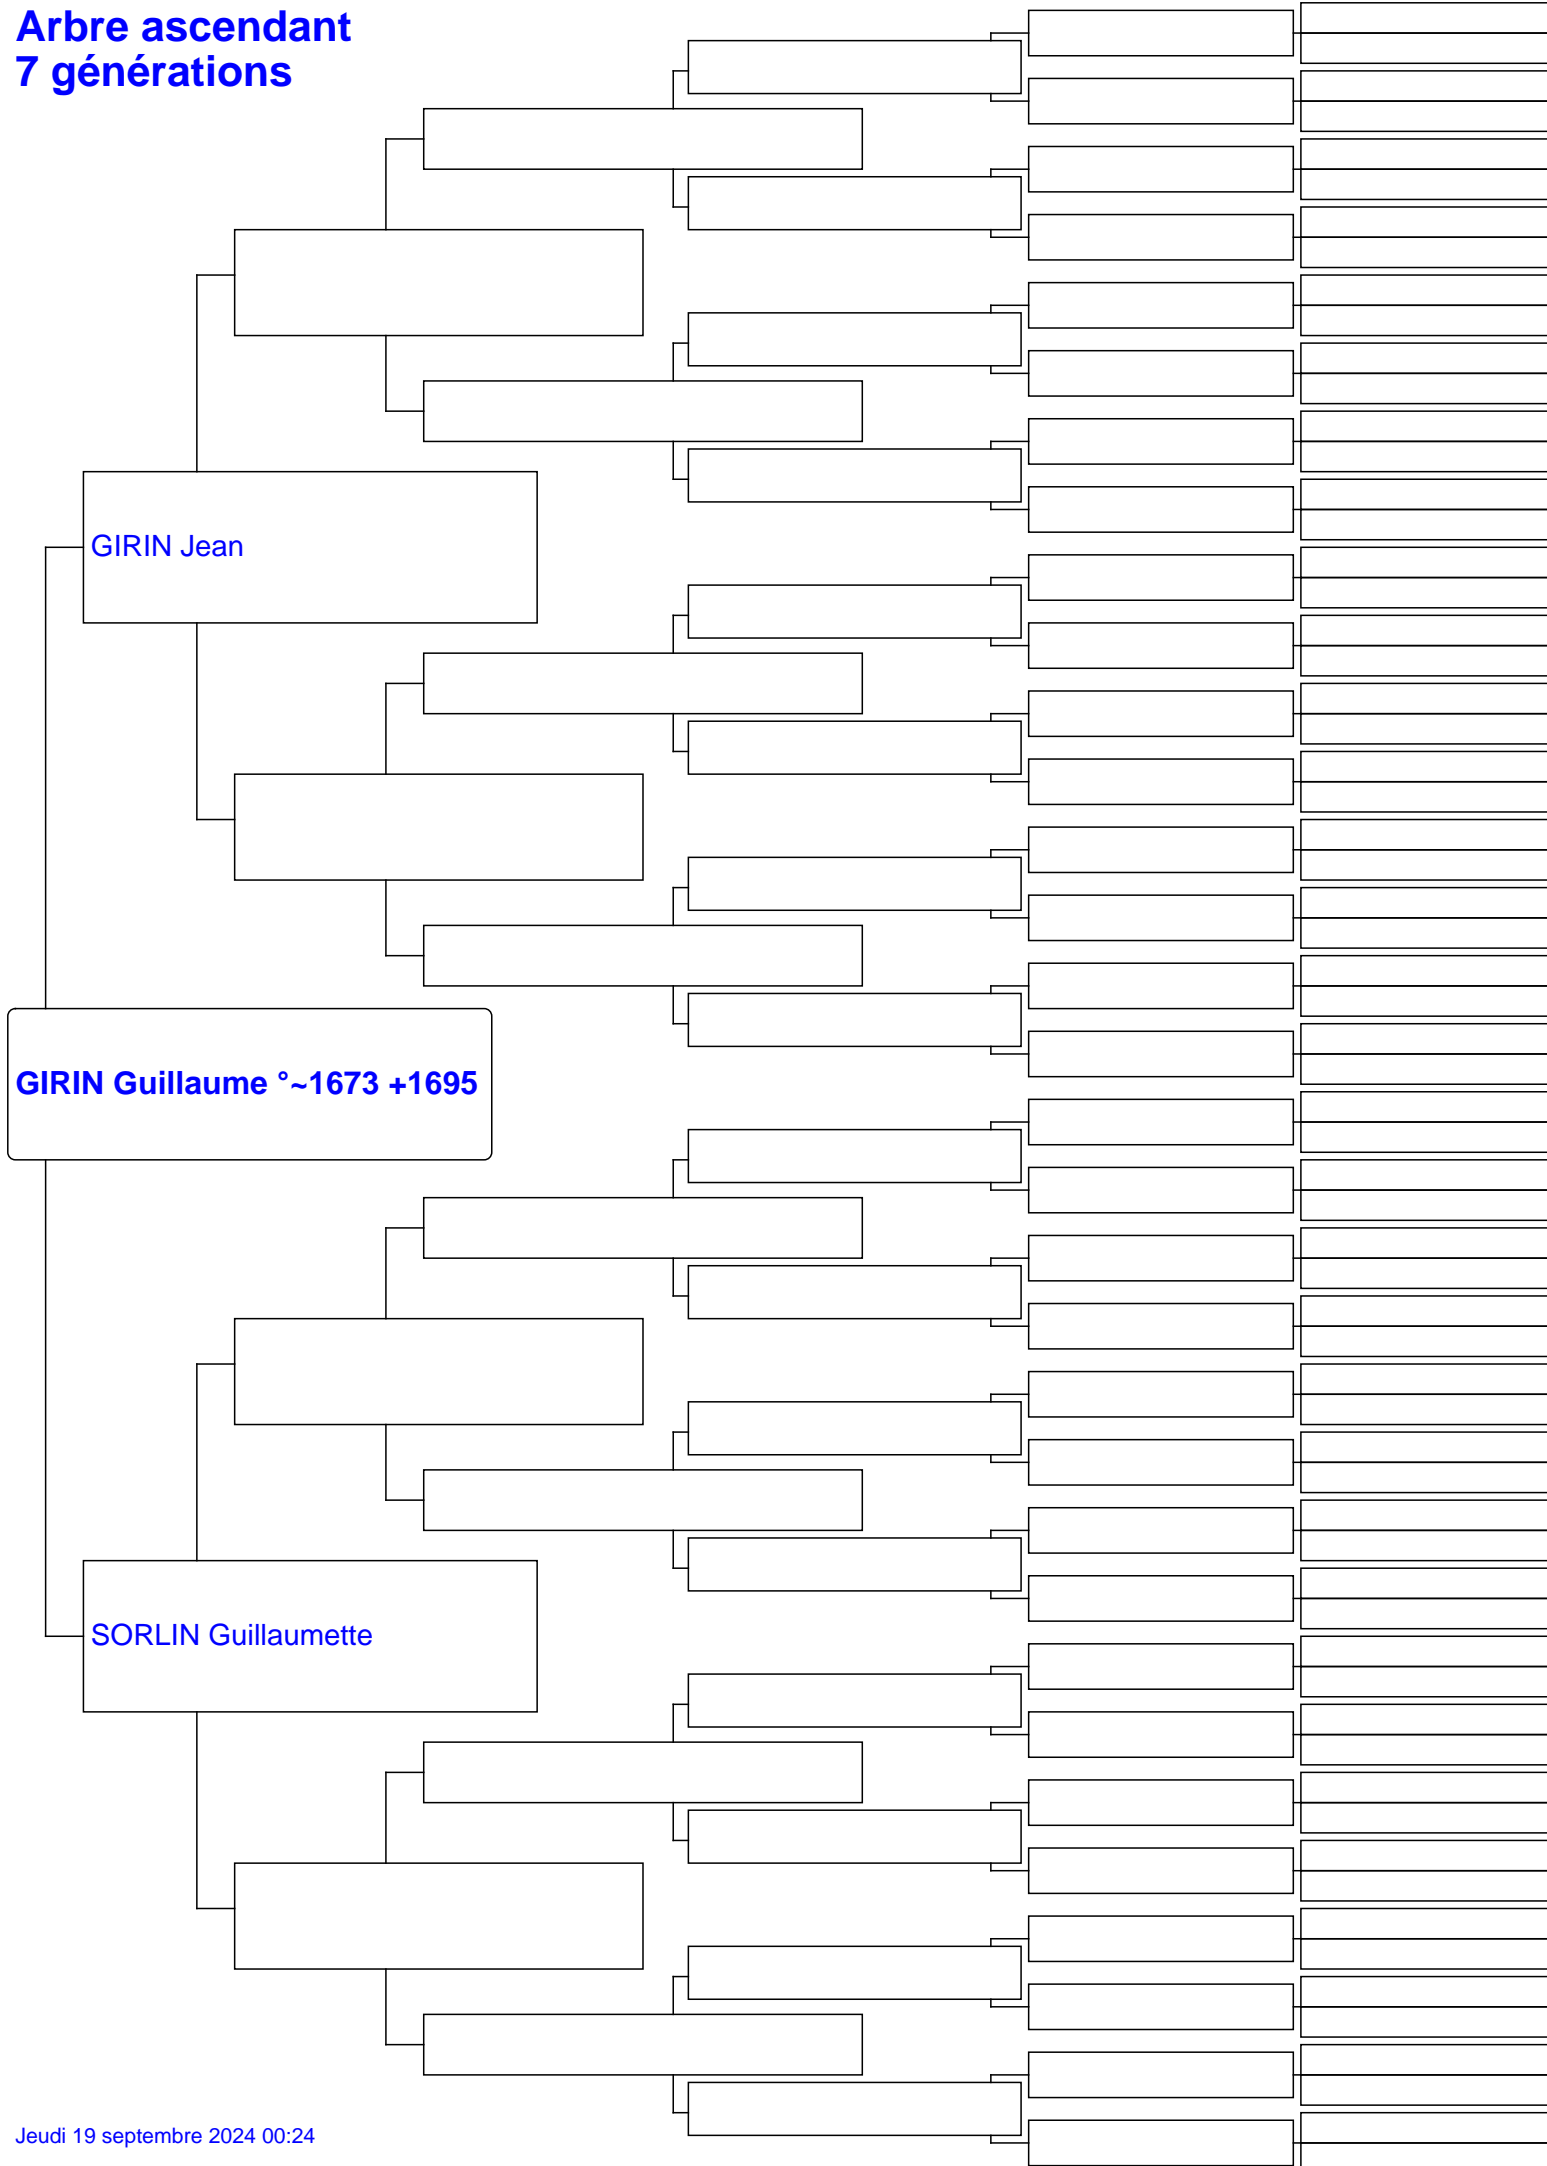 Arbre ascendant
7 générations
GIRIN Jean
GIRIN Guillaume °~1673 +1695
SORLIN Guillaumette
Jeudi 19 septembre 2024 00:24